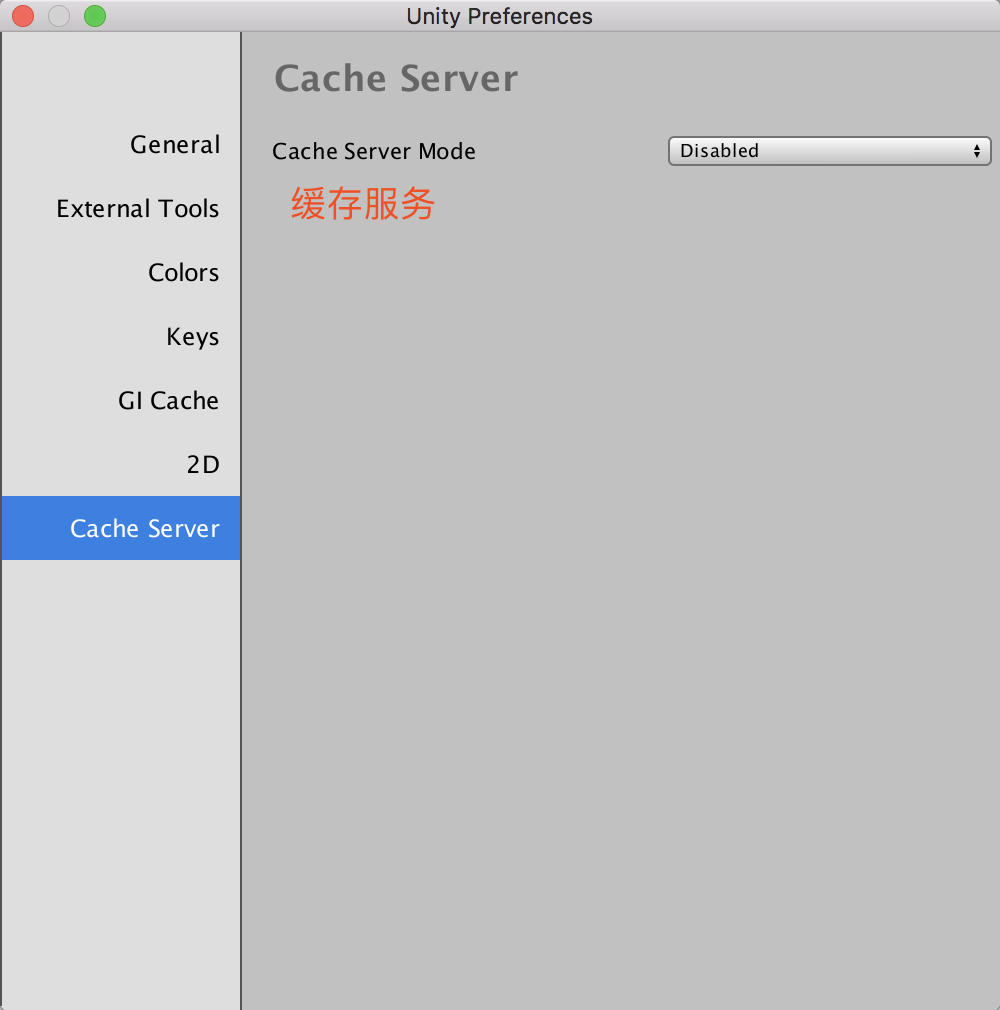 Unity Preferences
Cache Server
General
External Tools
Colors
Keys
GI Cache
2D
Cache Server
Cache Server Mode
Disabled
缓存服务